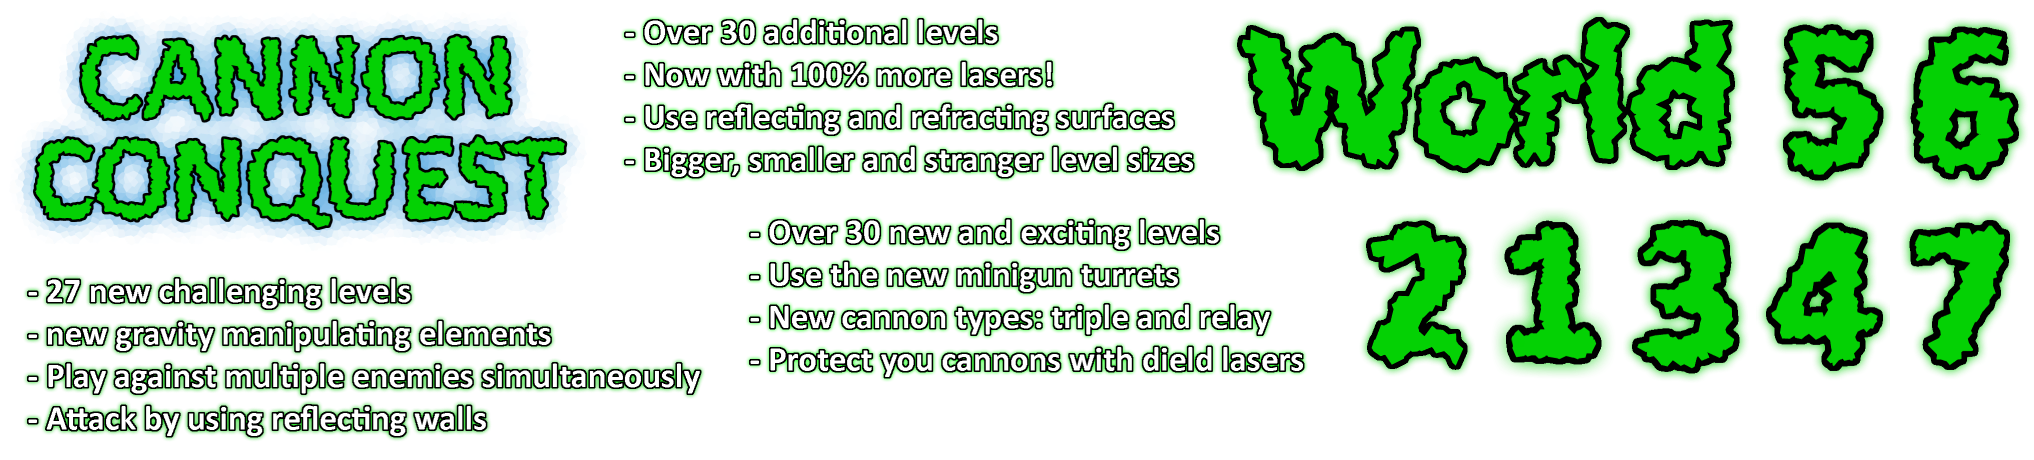 CANNON
CONQUEST
- 27 new challenging levels
- new gravity manipulating elements
- Play against multiple enemies simultaneously
- Attack by using reflecting walls
- Over 30 additional levels
- Now with 100% more lasers!
- Use reflecting and refracting surfaces
- Bigger, smaller and stranger level sizes
- Over 30 new and exciting levels
- Use the new minigun turrets
- New cannon types: triple and relay
- Protect you cannons with dield lasers
World 5 6
2 1 3 4 7